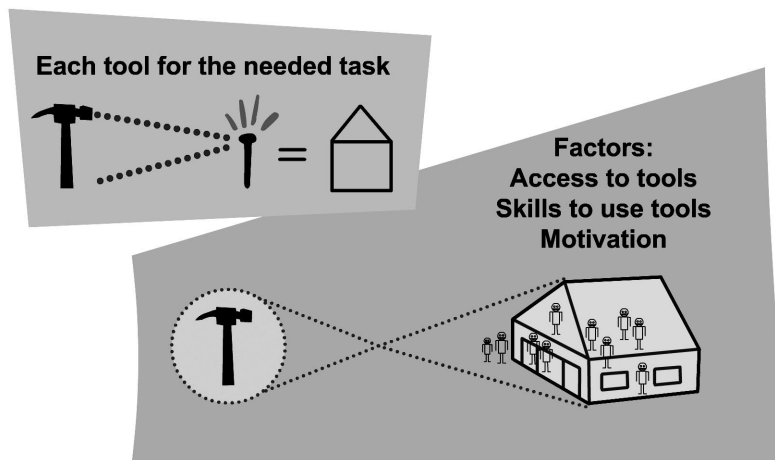 Each tool for the needed task
=
Factors:
Access to tools
Skills to use tools
Motivation